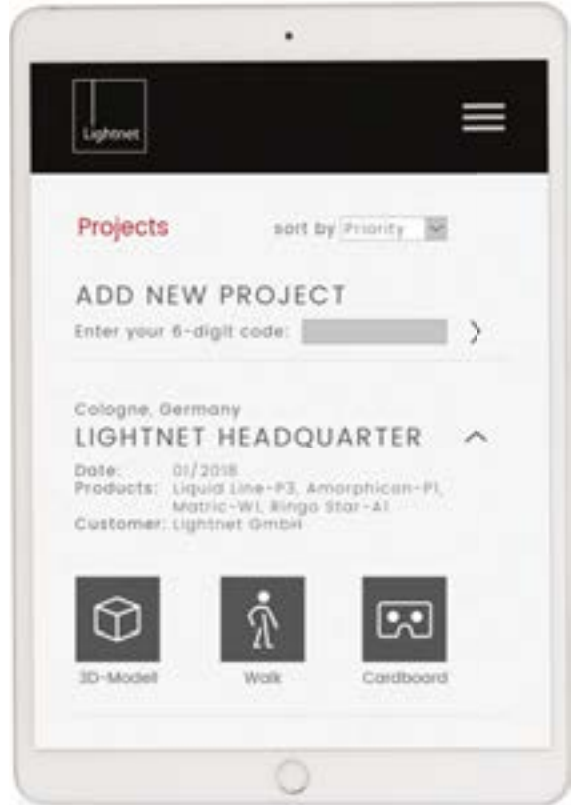 Lightnet
Projects
sort by Priority
ADD NEW PROJECT
Enter your 6-digit code:
Cologne, Germany
LIGHTNET HEADQUARTER
Date: 01/2018
Products: Liquid Line-P3, Amorphicon-P1,
Matric-W1, Ringo Star-A1
Customer: Lightnet GmbH
3D-Modell
Walk
Cardboard